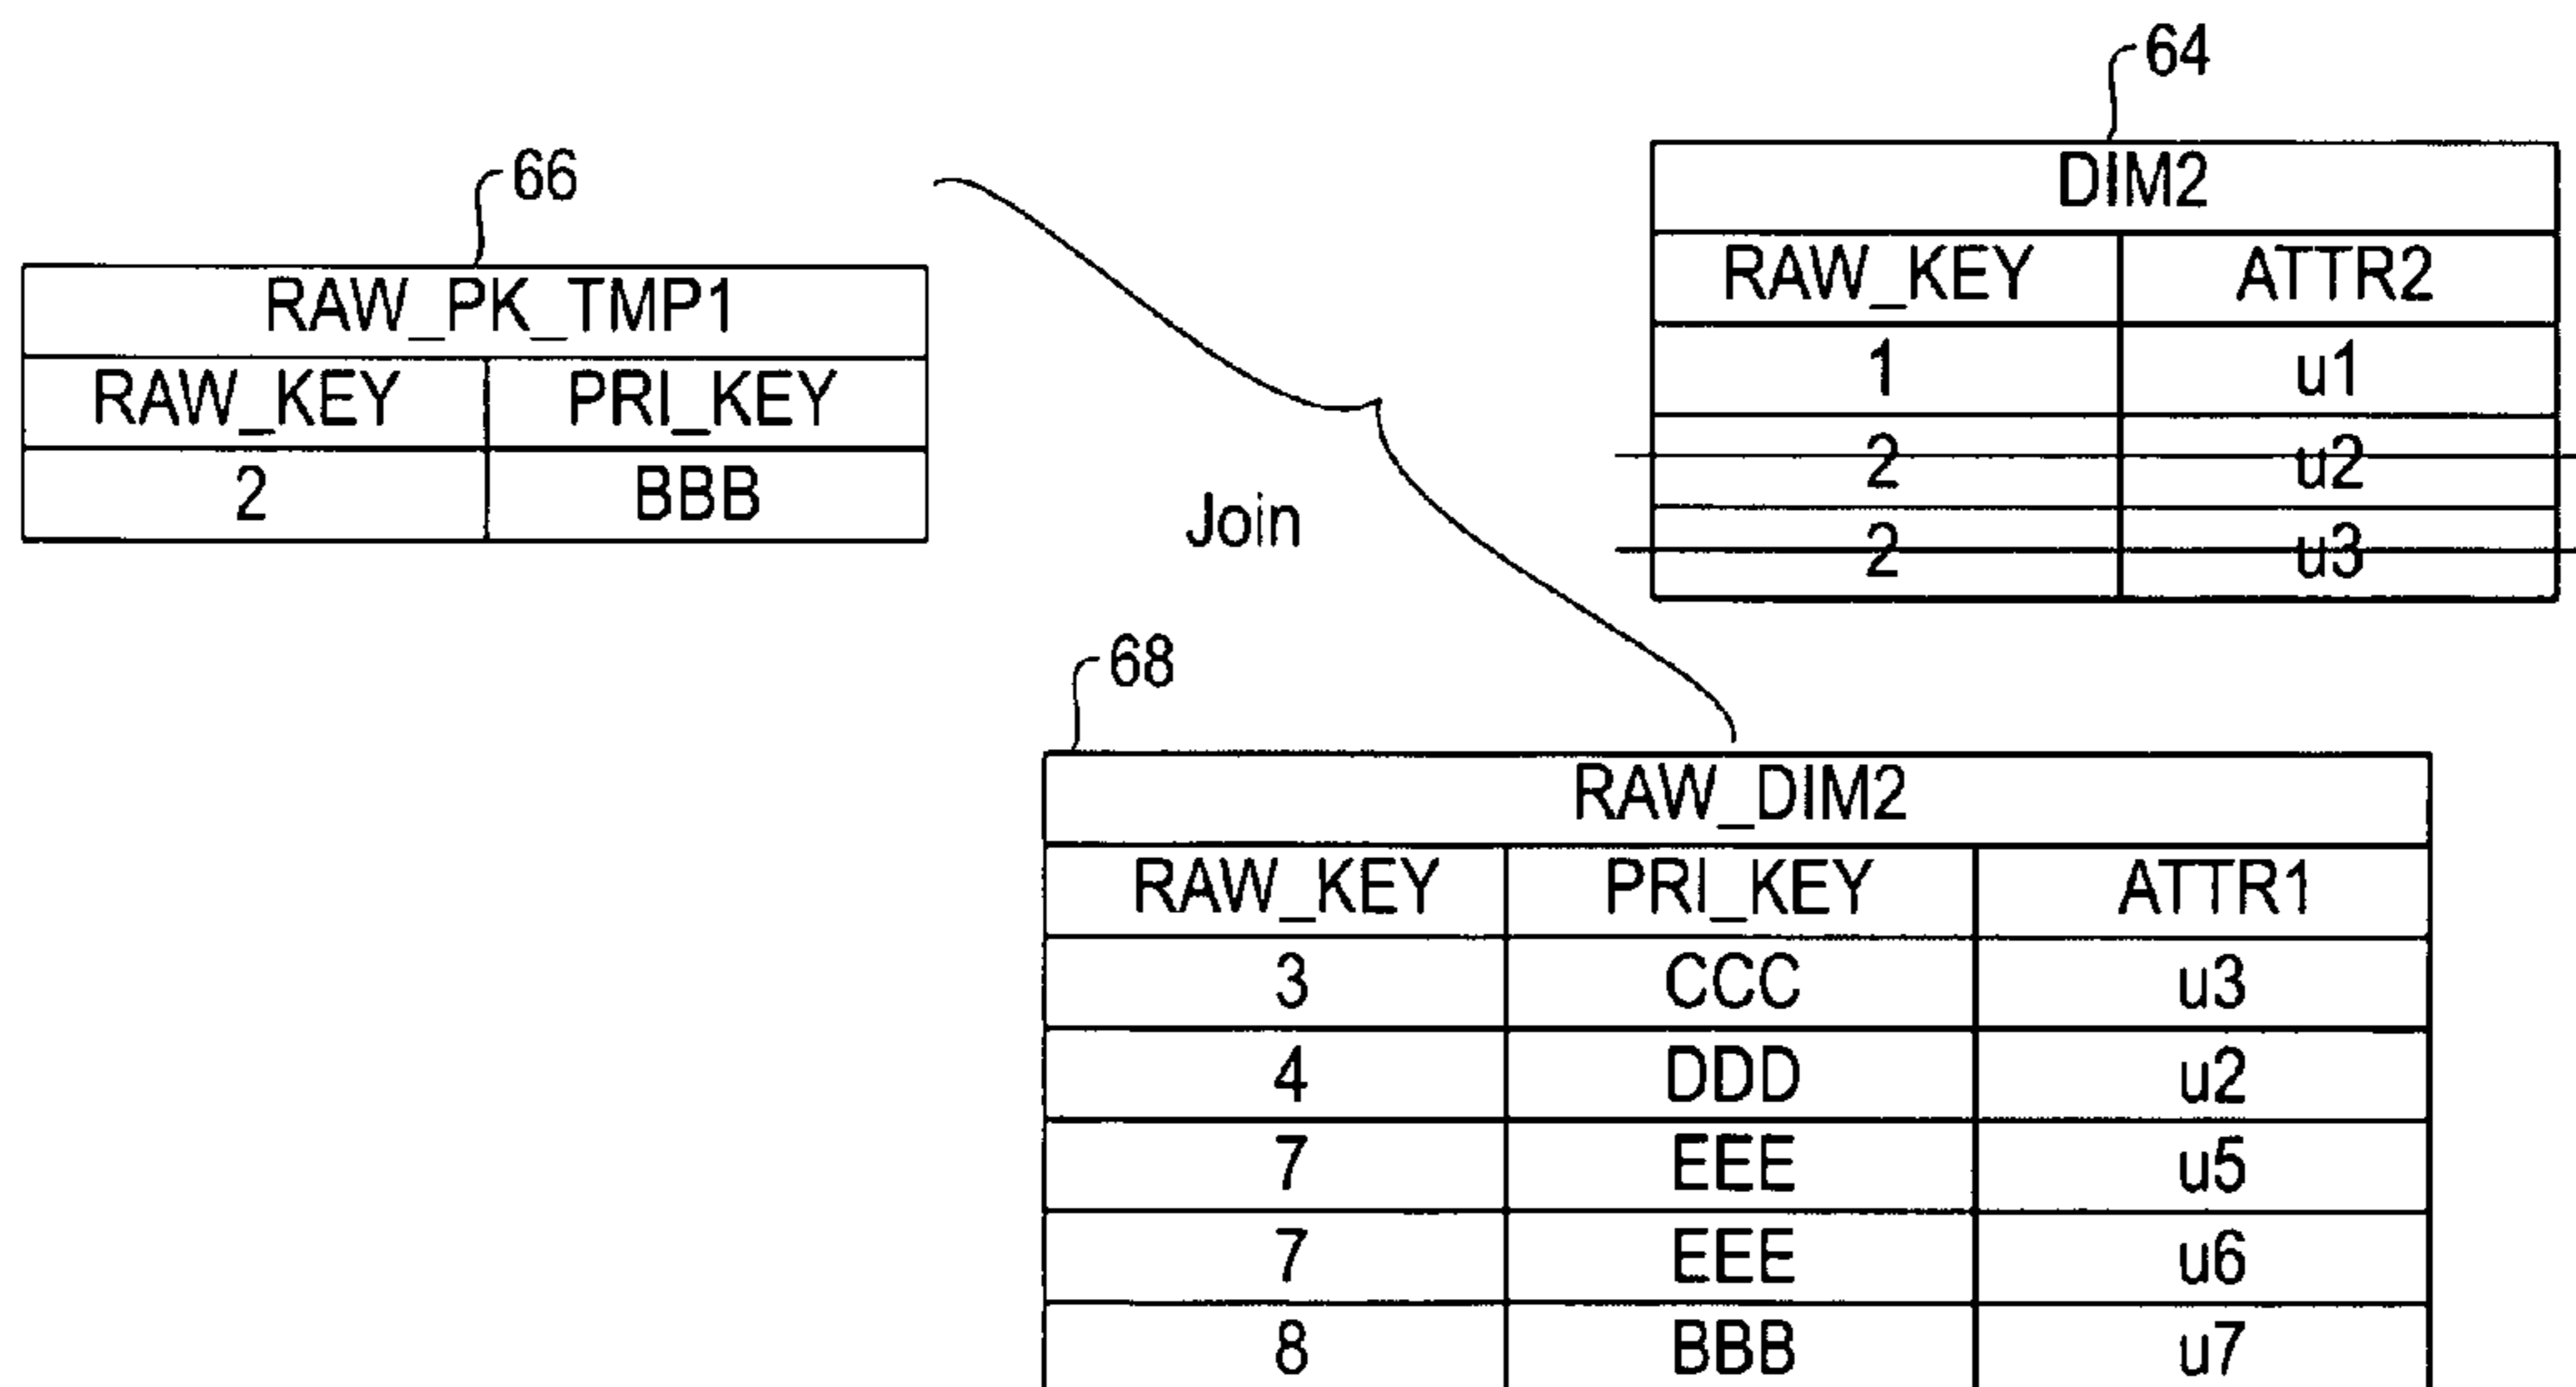 64
DIM2
RAW_KEY ATTR2
1 u1
2 u2
2 u3
66
RAW_PK_TMP1
RAW_KEY PRI_KEY
2 BBB
Join
68
RAW_DIM2
RAW_KEY PRI_KEY ATTR1
3 CCC u3
4 DDD u2
7 EEE u5
7 EEE u6
8 BBB u7